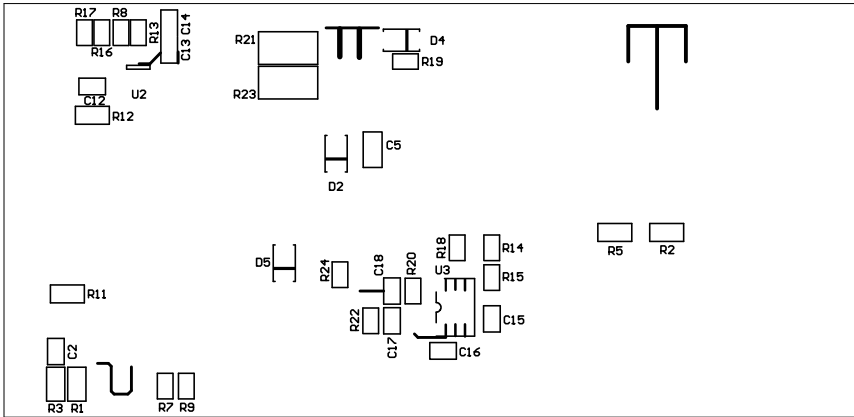 R17 R8 R13 C14
R16 C13
R21 D4
R19
C12 U2 R23
R12
C5
D2
R5 R2
D5 R24 C18 R20 R18 U3 R14
R15
R11 R22 C17 C15
C2 C16
R3 R1 R7 R9